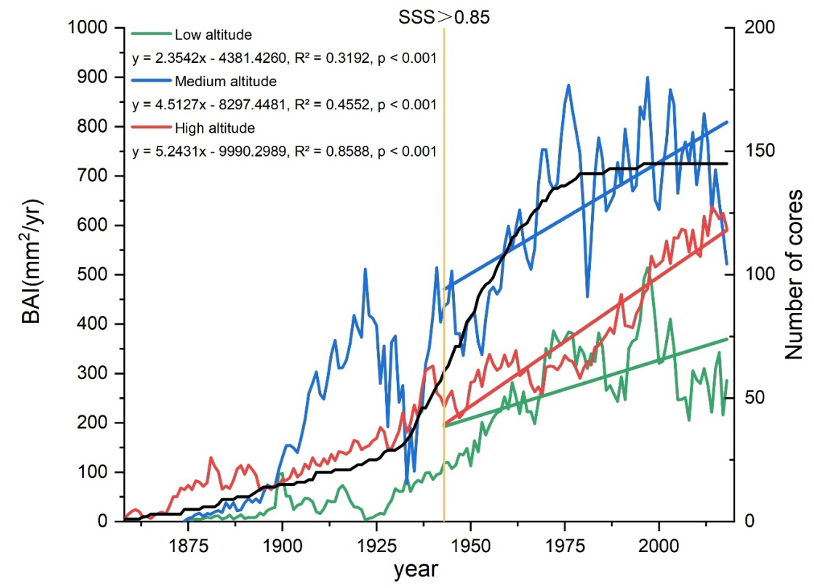 SSS＞0.85
Low altitude
y = 2.3542x - 4381.4260, R² = 0.3192, p < 0.001
Medium altitude
y = 4.5127x - 8297.4481, R² = 0.4552, p < 0.001
High altitude
y = 5.2431x - 9990.2989, R² = 0.8588, p < 0.001
BAI(mm²/yr)
1000
900
800
700
600
500
400
300
200
100
0
200
150
100
50
0
Number of cores
1875 1900 1925 1950 1975 2000
year